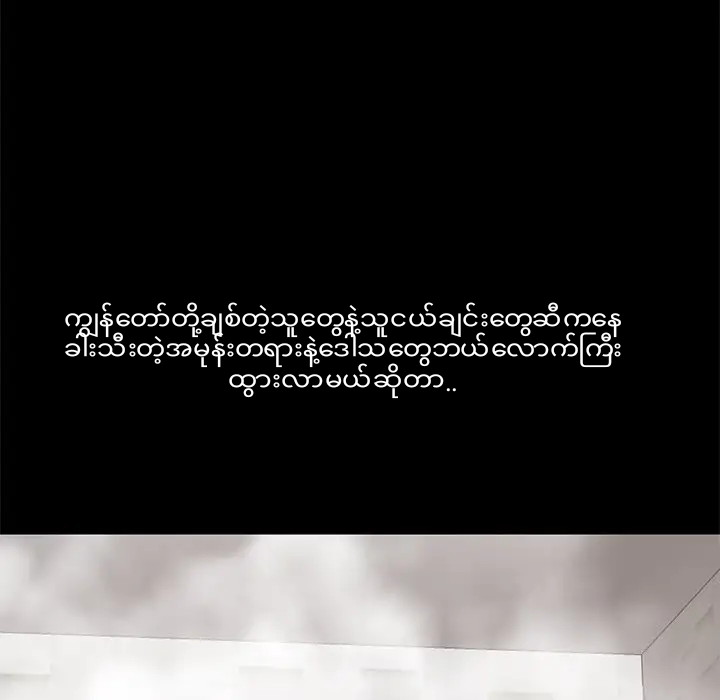 ကျွန်တော်တို့ချစ်တဲ့သူတွေနဲ့သူငယ်ချင်းတွေဆီကနေ
ခါးသီးတဲ့အမုန်းတရားနဲ့ဒေါသတွေဘယ်လောက်ကြီး
ထွားလာမယ်ဆိုတာ..